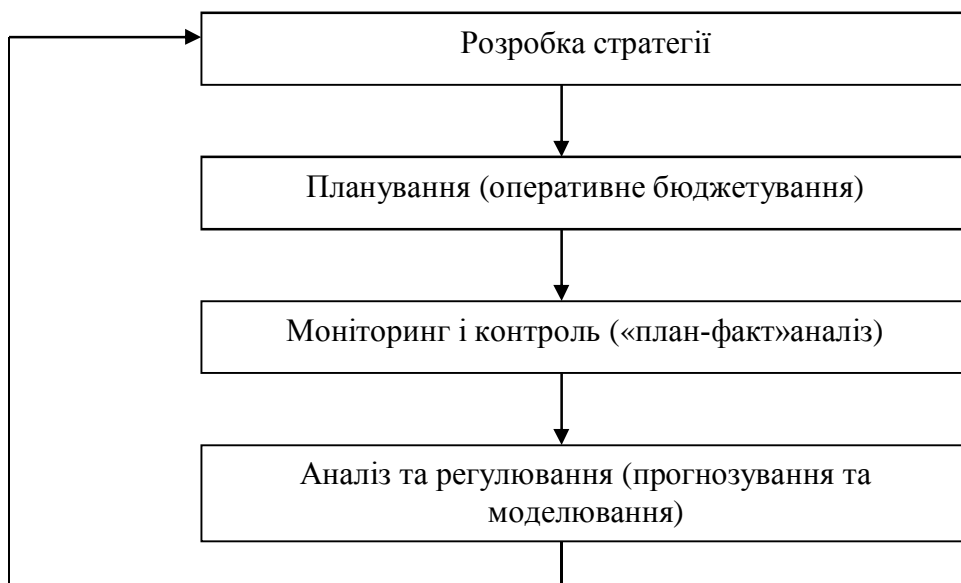 Розробка стратегії
Планування (оперативне бюджетування)
Моніторинг і контроль («план-факт»аналіз)
Аналіз та регулювання (прогнозування та
моделювання)